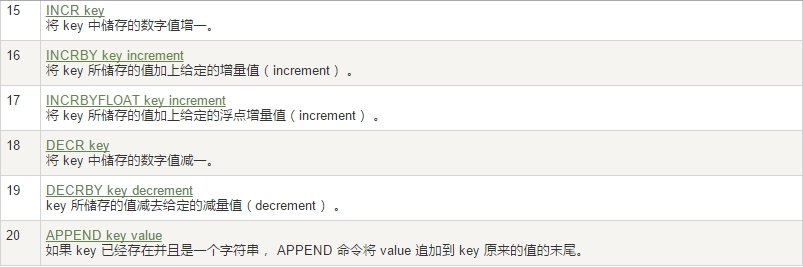 15 INCR key
将 key 中储存的数字值增一。
16 INCRBY key increment
将 key 所储存的值加上给定的增量值（increment） 。
17 INCRBYFLOAT key increment
将 key 所储存的值加上给定的浮点增量值（increment） 。
18 DECR key
将 key 中储存的数字值减一。
19 DECRBY key decrement
key 所储存的值减去给定的减量值（decrement） 。
20 APPEND key value
如果 key 已经存在并且是一个字符串， APPEND 命令将 value 追加到 key 原来的值的末尾。